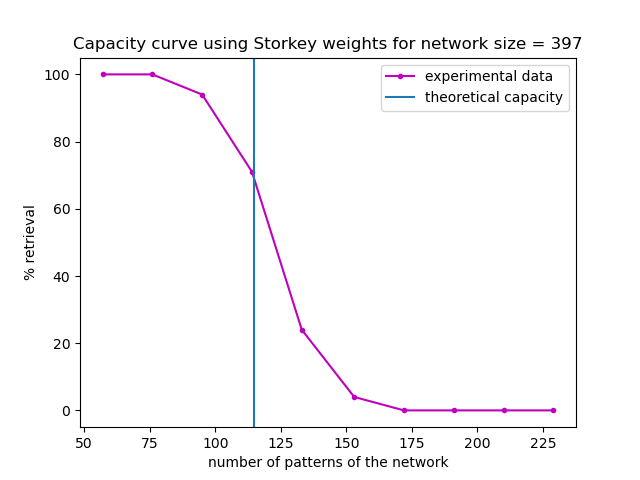 Capacity curve using Storkey weights for network size = 397
experimental data
theoretical capacity
% retrieval
100
80
60
40
20
0
50 75 100 125 150 175 200 225
number of patterns of the network